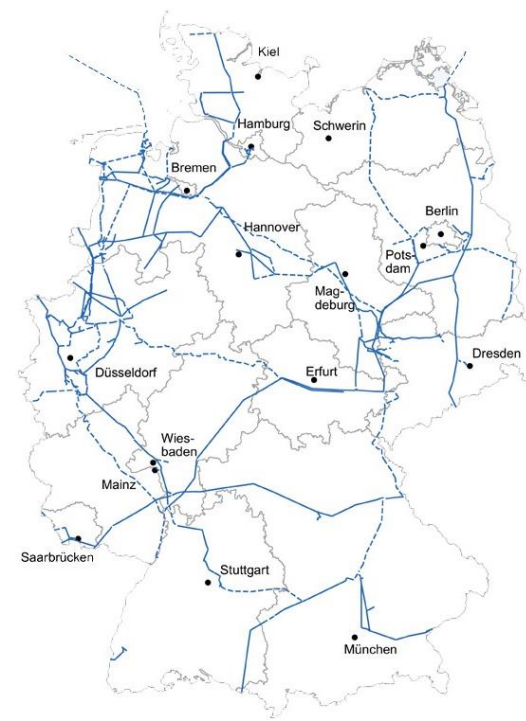 Kiel
Hamburg
Schwerin
Bremen
Berlin
Hannover
Pots-
dam
Mag-
deburg
Düsseldorf
Erfurt
Dresden
Wies-
baden
Mainz
Saarbrücken
Stuttgart
München